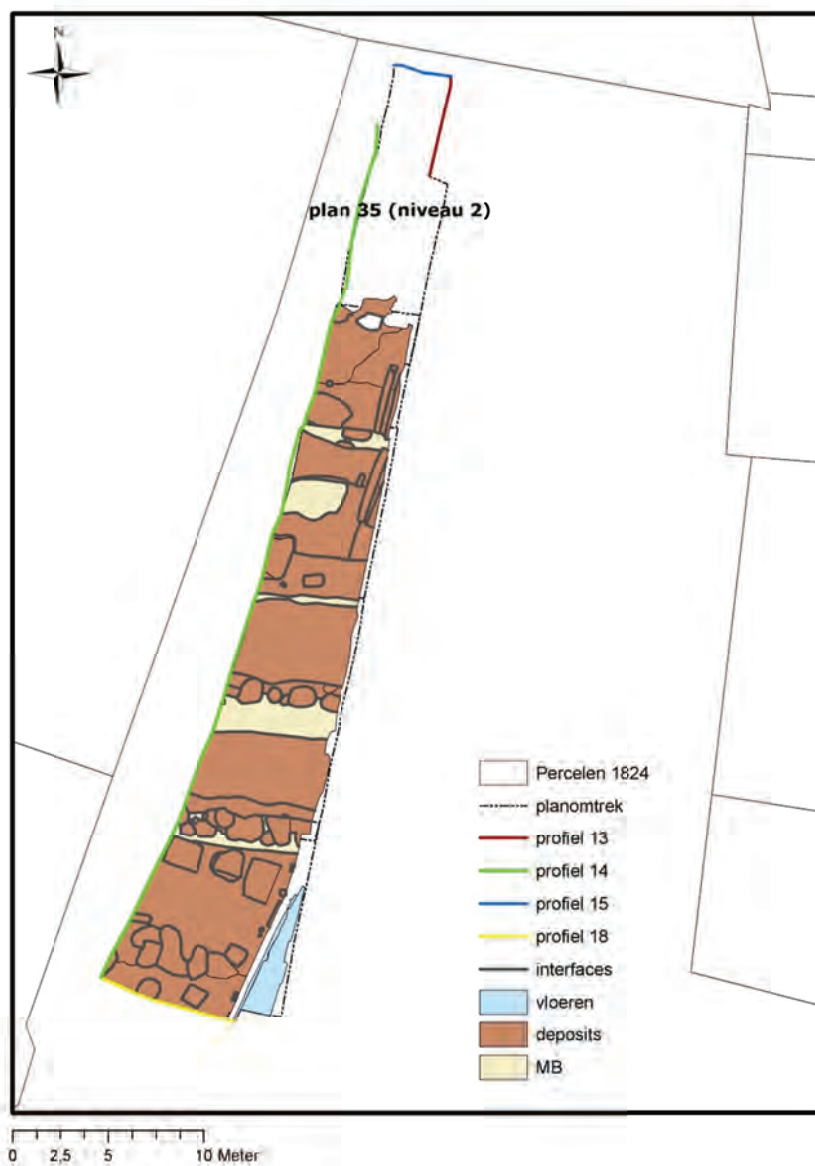 N
plan 35 (niveau 2)
Percelen 1824
planomtrek
profiel 13
profiel 14
profiel 15
profiel 18
interfaces
vloeren
deposits
MB
0 2,5 5 10 Meter